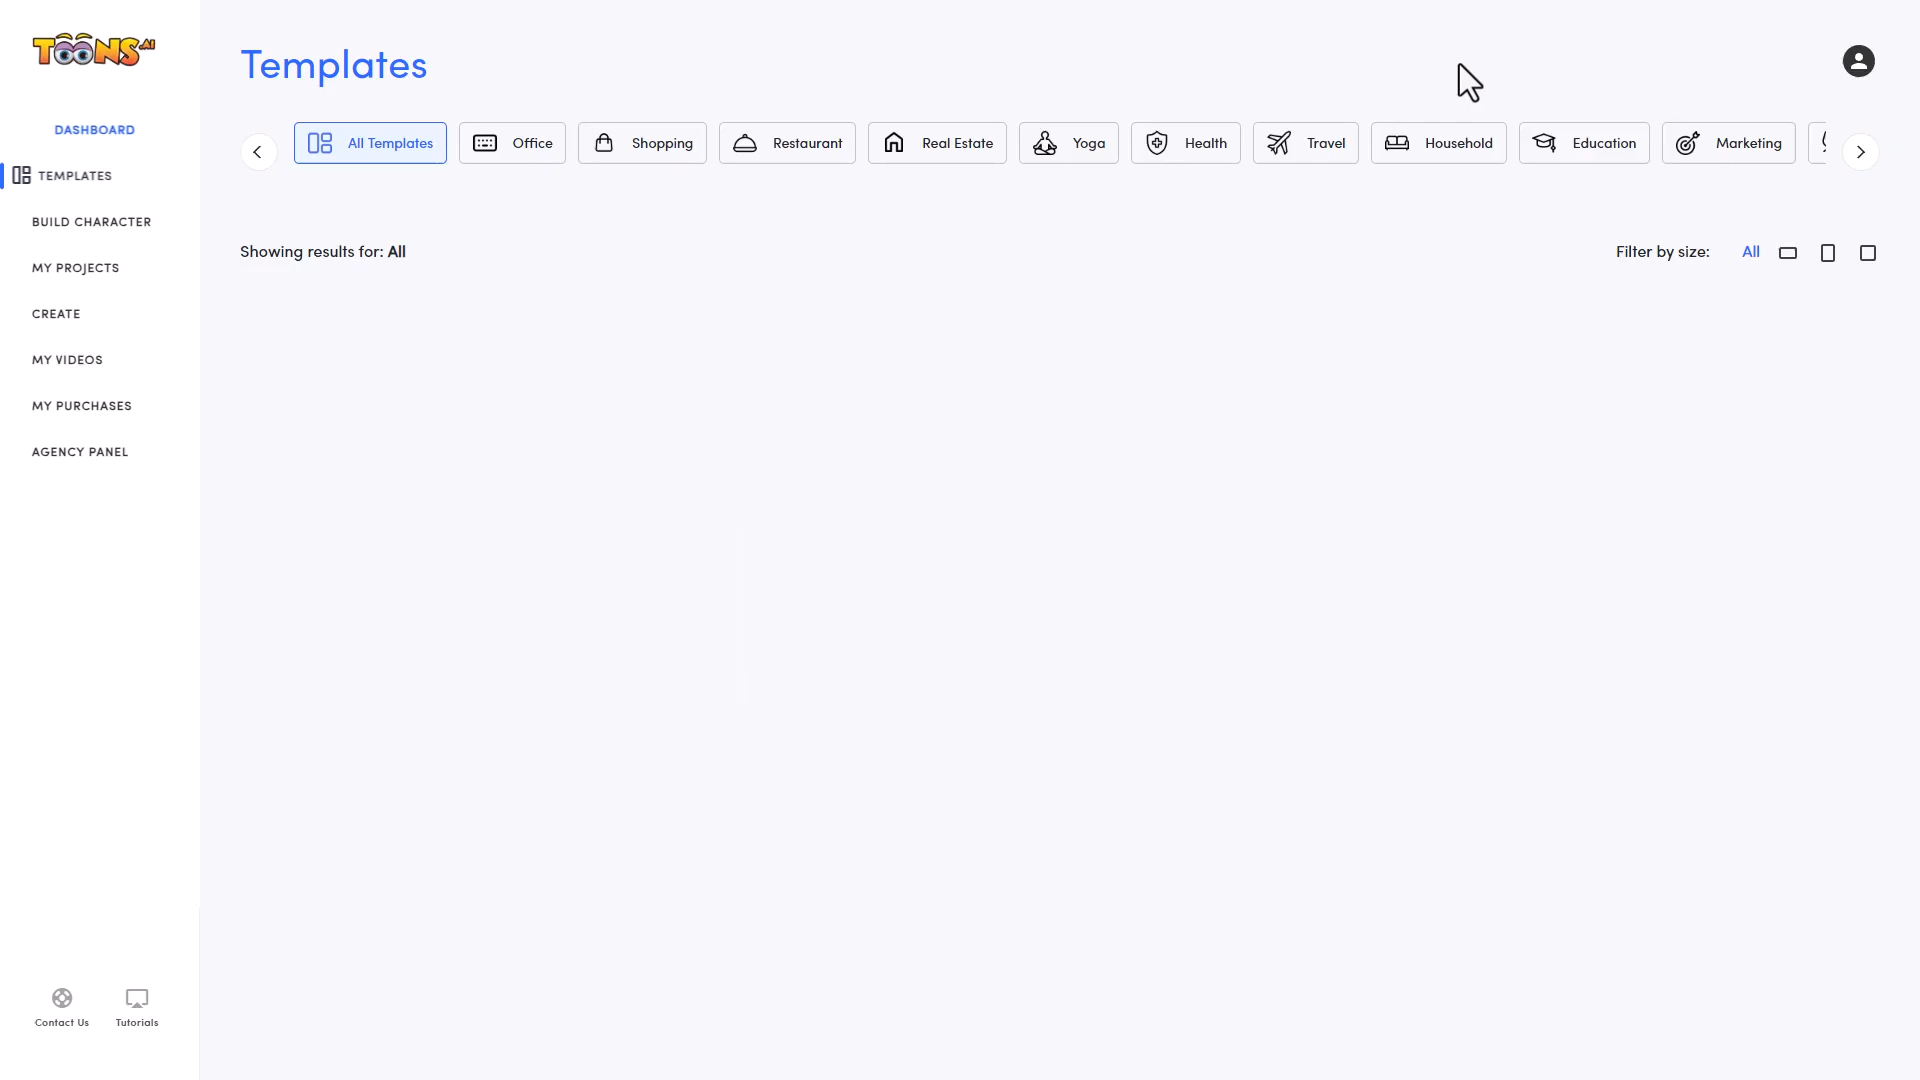 TOONS.AI
Templates
DASHBOARD
TEMPLATES
BUILD CHARACTER
MY PROJECTS
CREATE
MY VIDEOS
MY PURCHASES
AGENCY PANEL
Contact Us
Tutorials
All Templates
Office
Shopping
Restaurant
Real Estate
Yoga
Health
Travel
Household
Education
Marketing
Showing results for: All
Filter by size: All